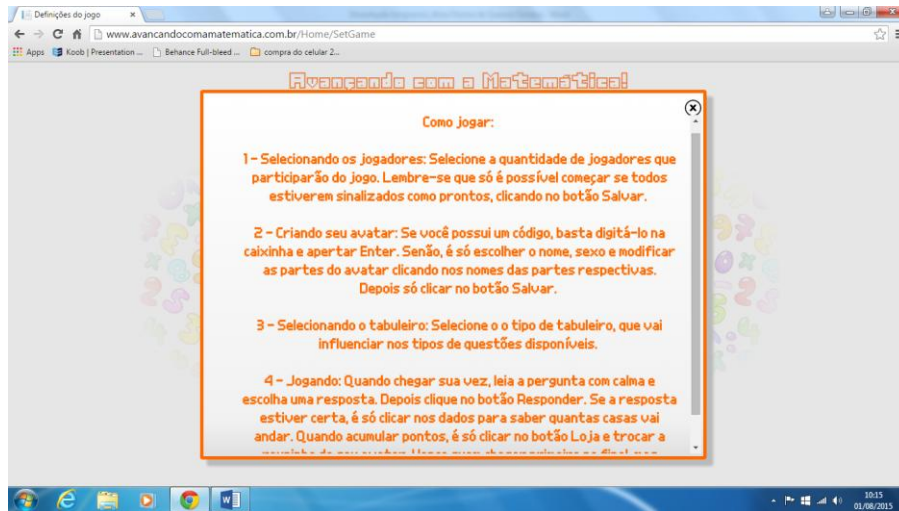 Definições do jogo
www.avancandocomamatematica.com.br/Home/SetGame
Apps Koob | Presentation ... Behance Full-bleed ... compra do celular 2...
Avançando com a Matemática!
Como jogar:
1 - Selecionando os jogadores: Selecione a quantidade de jogadores que
participarão do jogo. Lembre-se que só é possível começar se todos
estiverem sinalizados como prontos, clicando no botão Salvar.
2 - Criando seu avatar: Se você possui um código, basta digitá-lo na
caixinha e apertar Enter. Senão, é só escolher o nome, sexo e modificar
as partes do avatar clicando nos nomes das partes respectivas.
Depois só clicar no botão Salvar.
3 - Selecionando o tabuleiro: Selecione o o tipo de tabuleiro, que vai
influenciar nos tipos de questões disponíveis.
4 - Jogando: Quando chegar sua vez, leia a pergunta com calma e
escolha uma resposta. Depois clique no botão Responder. Se a resposta
estiver certa, é só clicar nos dados para saber quantas casas vai
andar. Quando acumular pontos, é só clicar no botão Loja e trocar a
10:15
01/08/2015